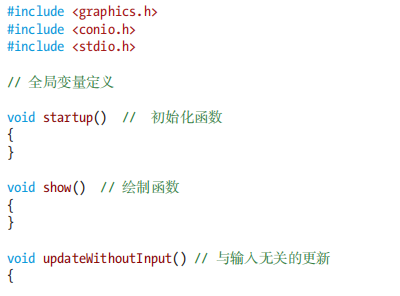 #include <graphics.h>
#include <conio.h>
#include <stdio.h>
// 全局变量定义
void startup()  //  初始化函数
{
}
void show()  // 绘制函数
{
}
void updateWithoutInput() // 与输入无关的更新
{